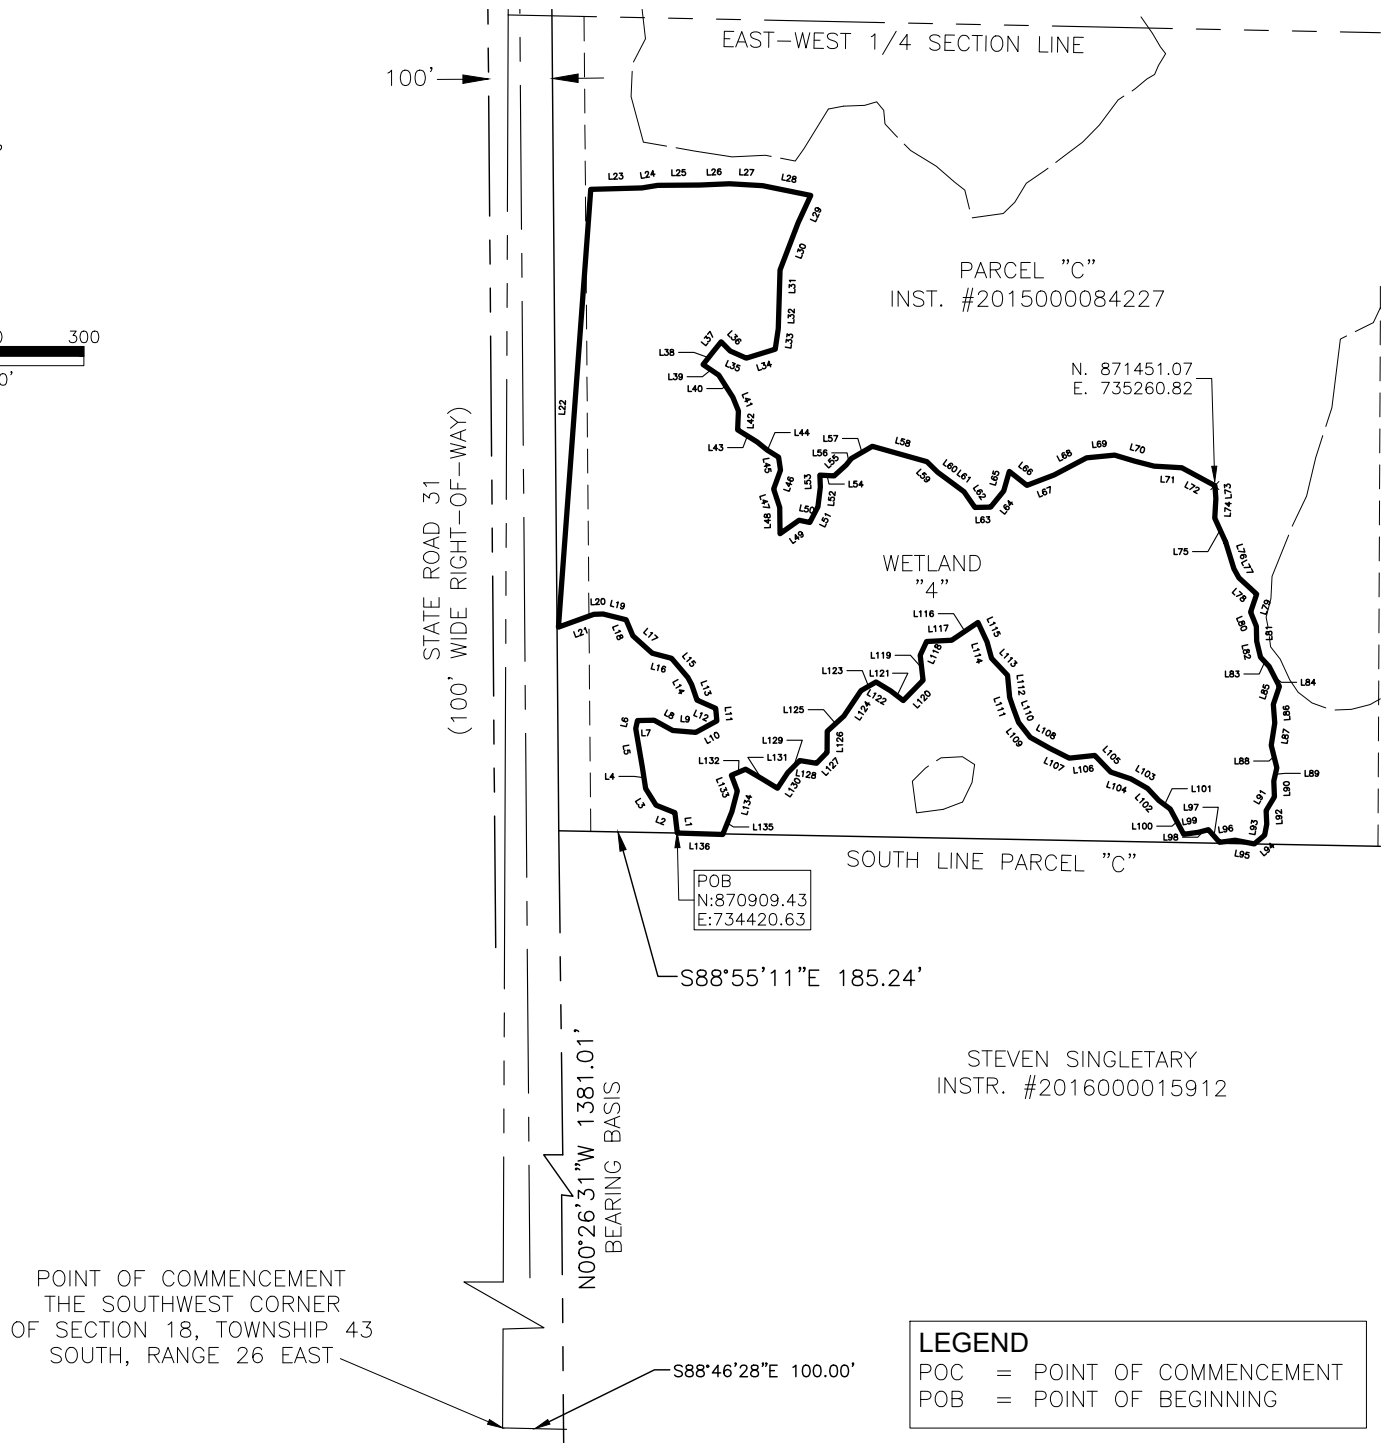 EAST-WEST 1/4 SECTION LINE
100'
PARCEL "C"
INST. #2015000084227
N. 871451.07
E. 735260.82
300
STATE ROAD 31
(100' WIDE RIGHT-OF-WAY)
WETLAND
"4"
L23
L24
L25
L26
L27
L28
L29
L30
L31
L32
L33
L34
L35
L36
L37
L38
L39
L40
L41
L42
L43
L44
L45
L46
L47
L48
L49
L50
L51
L52
L53
L54
L55
L56
L57
L58
L59
L60
L61
L62
L63
L64
L65
L66
L67
L68
L69
L70
L71
L72
L73
L74
L75
L76
L77
L78
L79
L80
L81
L82
L83
L84
L85
L86
L87
L88
L89
L90
L91
L92
L93
L94
L95
L96
L97
L98
L99
L100
L101
L102
L103
L104
L105
L106
L107
L108
L109
L110
L111
L112
L113
L114
L115
L116
L117
L118
L119
L120
L121
L122
L123
L124
L125
L126
L127
L128
L129
L130
L131
L132
L133
L134
L135
L136
L1
L2
L3
L4
L5
L6
L7
L8
L9
L10
L11
L12
L13
L14
L15
L17
L18
L19
L20
L21
L22
SOUTH LINE PARCEL "C"
POB
N:870909.43
E:734420.63
S88°55'11"E 185.24'
STEVEN SINGLETARY
INSTR. #2016000015912
N00°26'31"W 1381.01'
BEARING BASIS
POINT OF COMMENCEMENT
THE SOUTHWEST CORNER
OF SECTION 18, TOWNSHIP 43
SOUTH, RANGE 26 EAST
S88°46'28"E 100.00'
LEGEND
POC = POINT OF COMMENCEMENT
POB = POINT OF BEGINNING